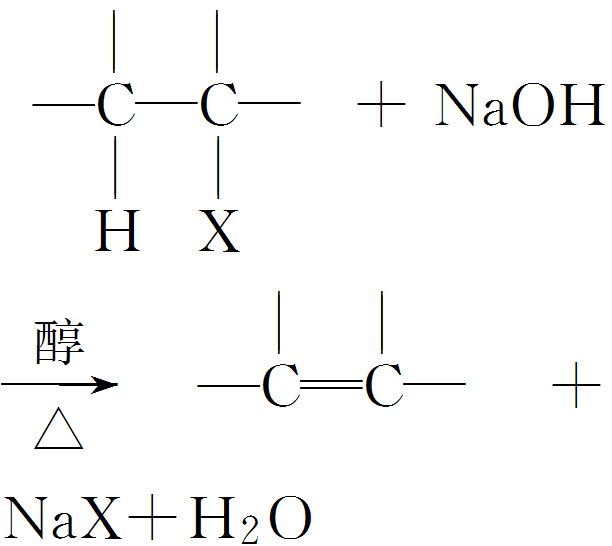 —C—C— + NaOH
H X
醇
—C=C— +
△
NaX+H₂O